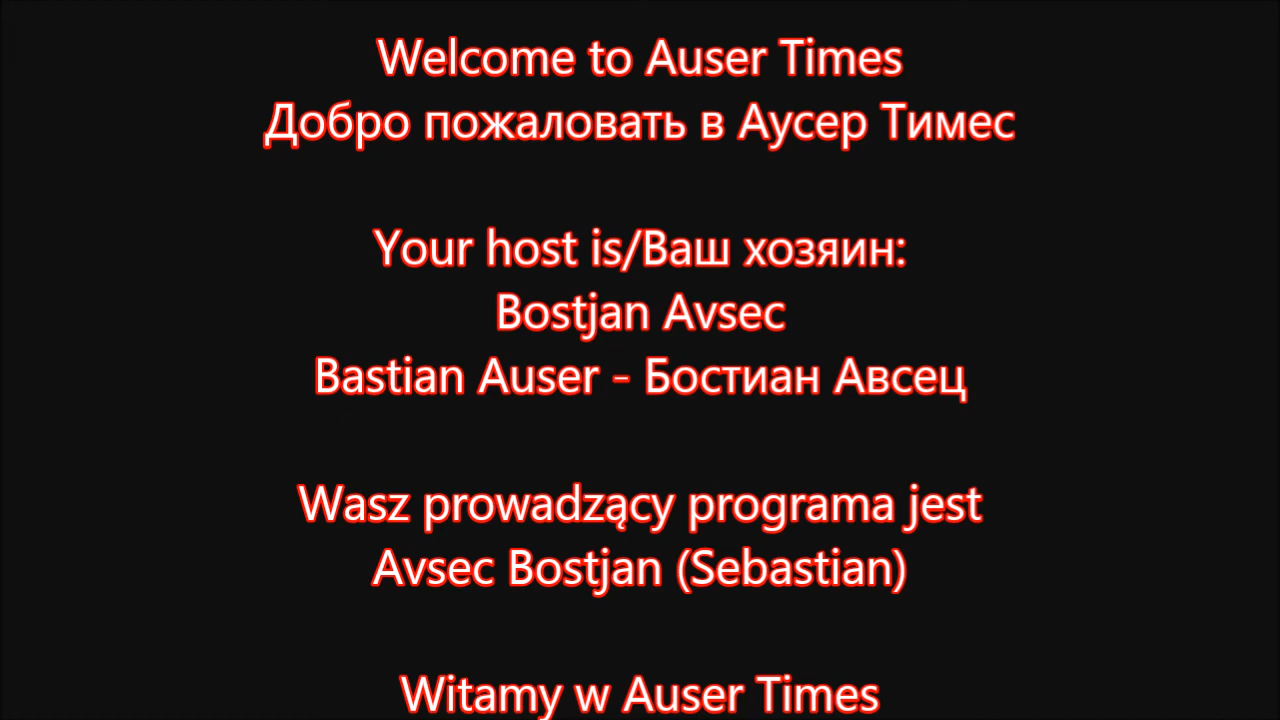 Welcome to Auser Times
Добро пожаловать в Аусер Тимес
Your host is/Ваш хозяин:
Bostjan Avsec
Bastian Auser - Бостиан Авсец
Wasz prowadzący programa jest
Avsec Bostjan (Sebastian)
Witamy w Auser Times